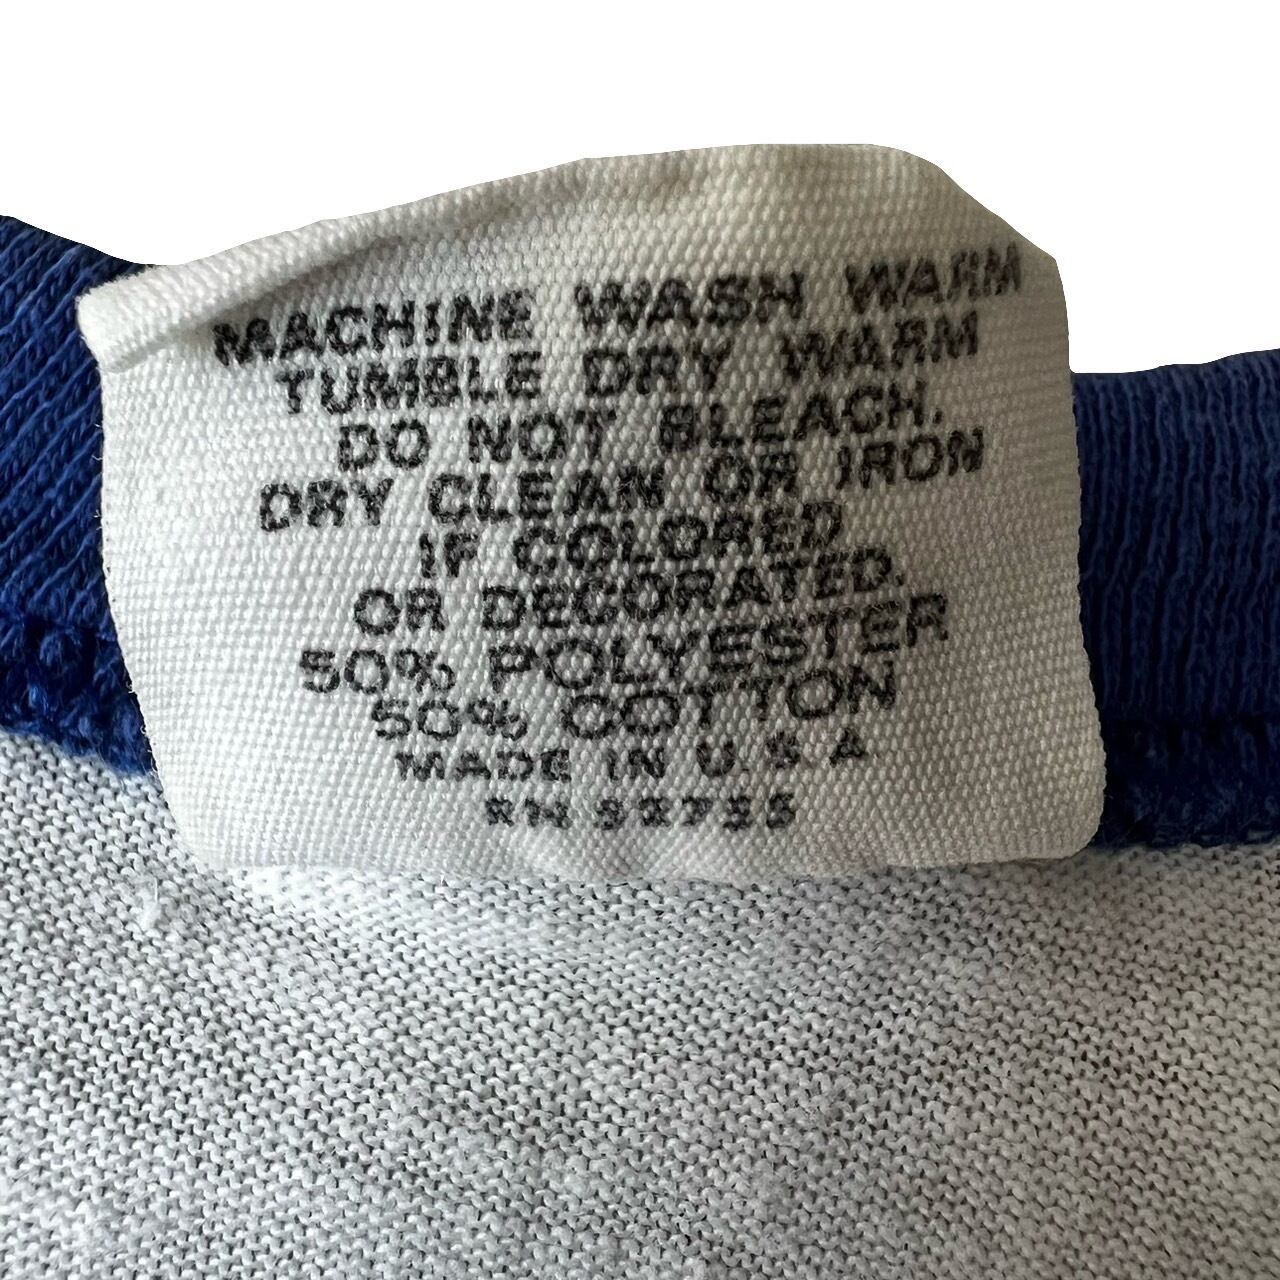 MACHINE WASH WARM
TUMBLE DRY WARM
DO NOT BLEACH.
DRY CLEAN OR IRON
IF COLORED
OR DECORATED.
50% POLYESTER
50% COTTON
MADE IN U.S.A
RN